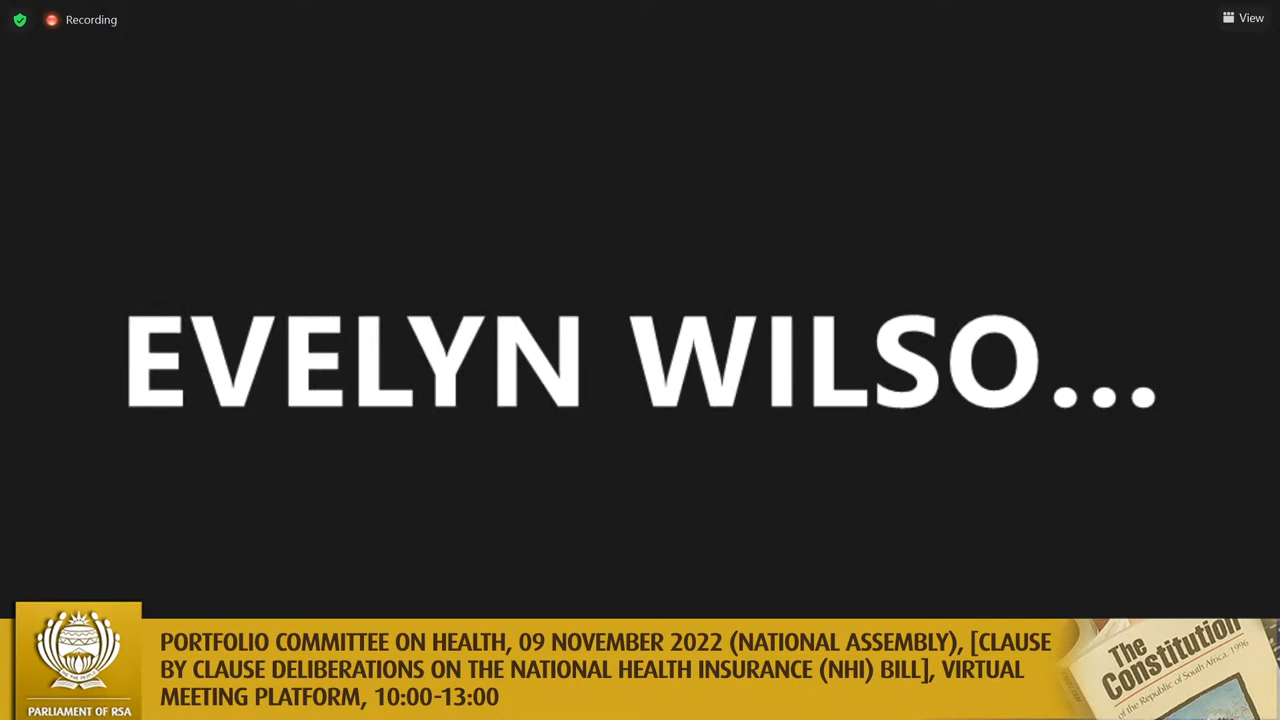 Recording
View
EVELYN WILSO...
PORTFOLIO COMMITTEE ON HEALTH, 09 NOVEMBER 2022 (NATIONAL ASSEMBLY), [CLAUSE
BY CLAUSE DELIBERATIONS ON THE NATIONAL HEALTH INSURANCE (NHI) BILL], VIRTUAL
MEETING PLATFORM, 10:00-13:00
PARLIAMENT OF RSA
The
Constitution
of the Republic of South Africa, 1996